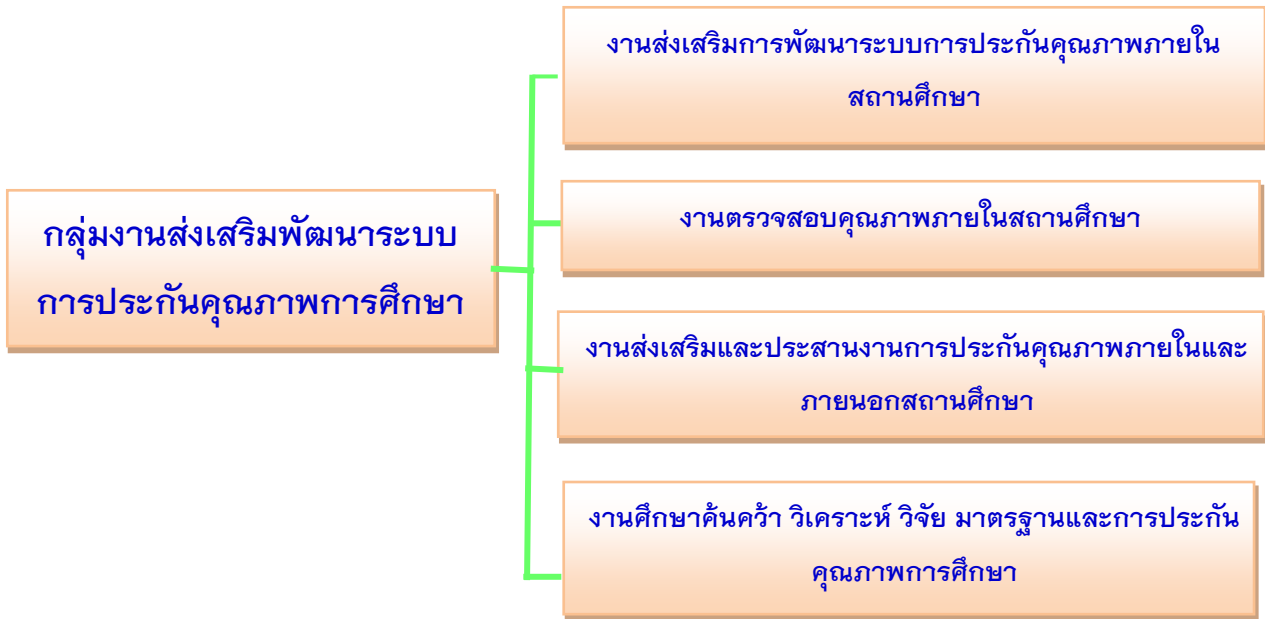 กลุ่มงานส่งเสริมพัฒนาระบบ
การประกันคุณภาพการศึกษา
งานส่งเสริมการพัฒนาระบบการประกันคุณภาพภายใน
สถานศึกษา
งานตรวจสอบคุณภาพภายในสถานศึกษา
งานส่งเสริมและประสานงานการประกันคุณภาพภายในและ
ภายนอกสถานศึกษา
งานศึกษาค้นคว้า วิเคราะห์ วิจัย มาตรฐานและการประกัน
คุณภาพการศึกษา